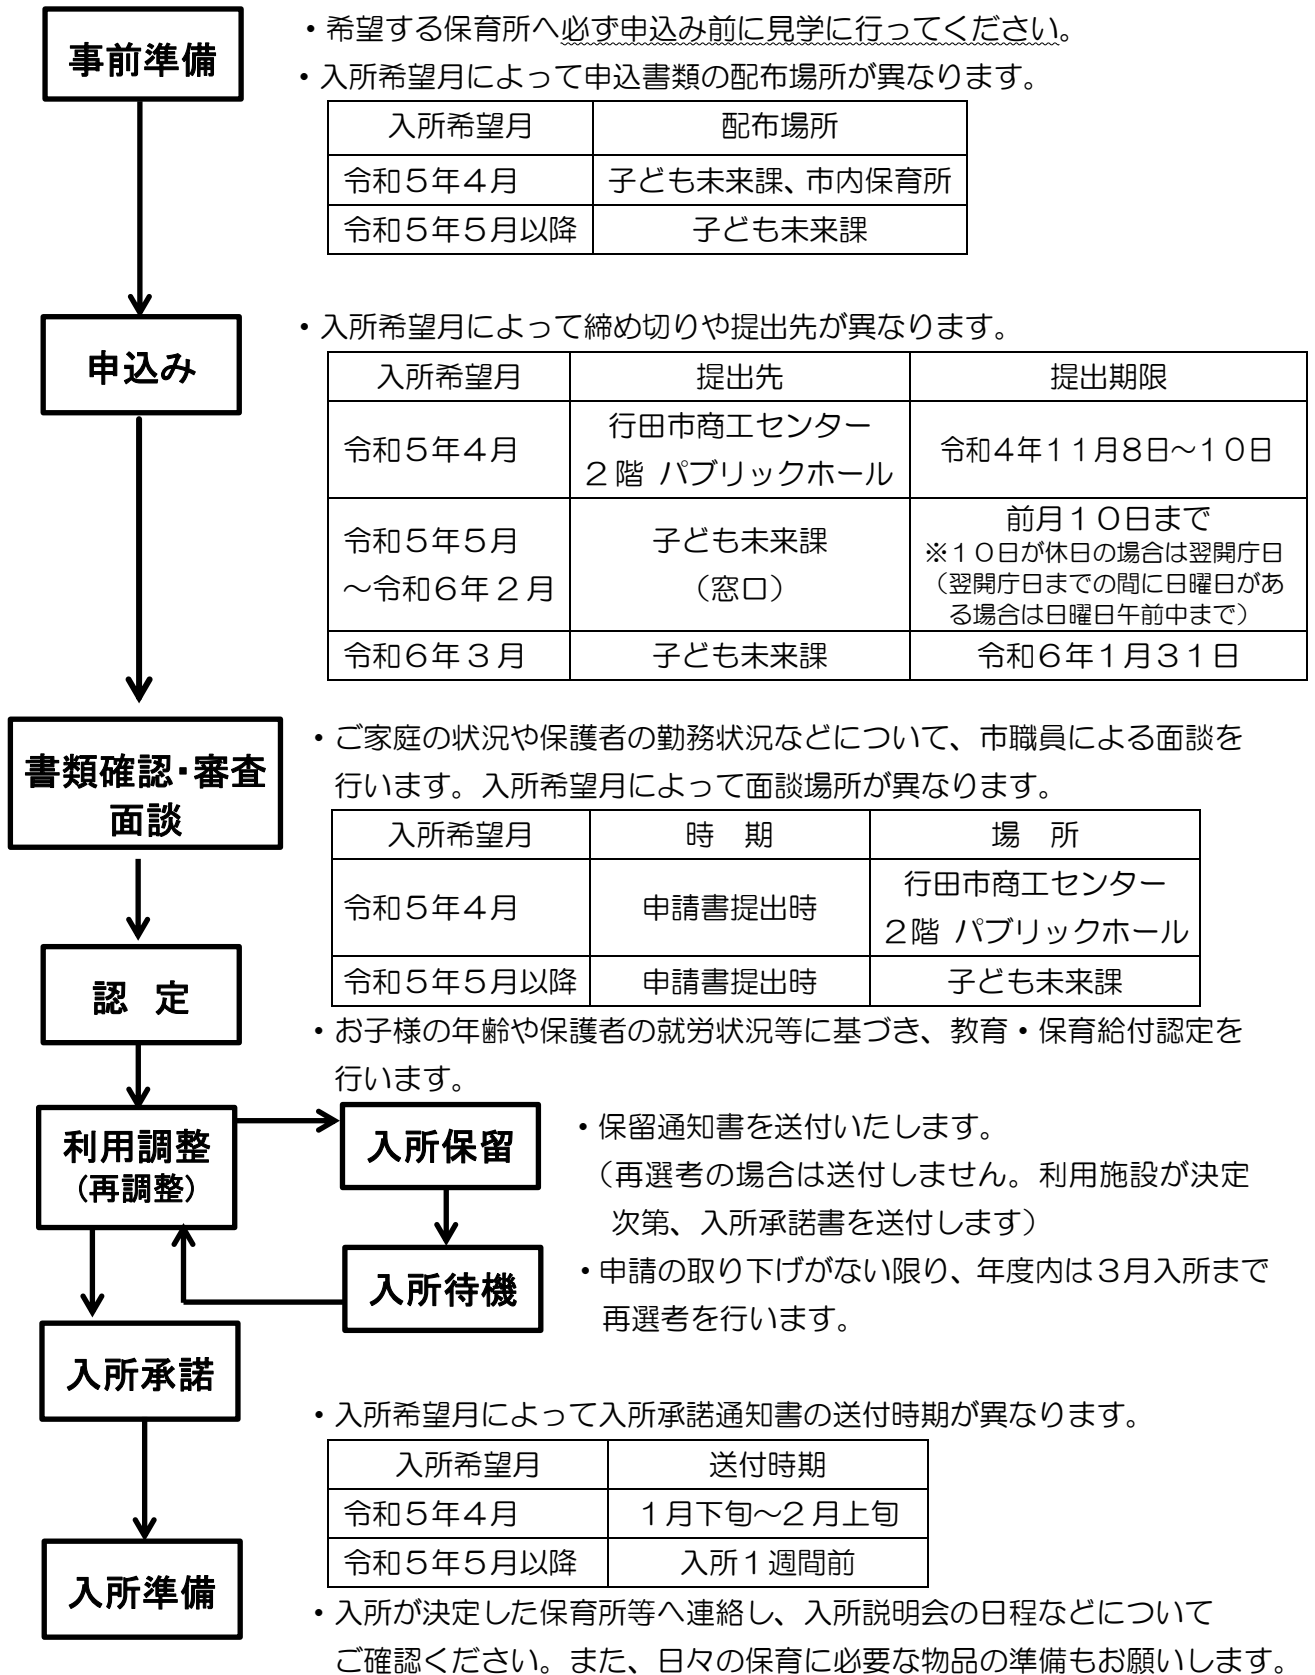 事前準備
・希望する保育所へ必ず申込み前に見学に行ってください。
・入所希望月によって申込書類の配布場所が異なります。
入所希望月 配布場所
令和５年４月 子ども未来課、市内保育所
令和５年５月以降 子ども未来課
申込み
・入所希望月によって締め切りや提出先が異なります。
入所希望月 提出先 提出期限
令和５年４月 行田市商工センター
２階 パブリックホール 令和４年１１月８日～１０日
令和５年５月
～令和６年２月 子ども未来課
（窓口） 前月１０日まで
※１０日が休日の場合は翌開庁日
（翌開庁日までの間に日曜日があ
る場合は日曜日午前中まで）
令和６年３月 子ども未来課 令和６年１月３１日
書類確認・審査
面談
・ご家庭の状況や保護者の勤務状況などについて、市職員による面談を
行います。入所希望月によって面談場所が異なります。
入所希望月 時　期 場　所
令和５年４月 申請書提出時 行田市商工センター
２階 パブリックホール
令和５年５月以降 申請書提出時 子ども未来課
認　定
・お子様の年齢や保護者の就労状況等に基づき、教育・保育給付認定を
行います。
利用調整
（再調整）
入所保留
・保留通知書を送付いたします。
（再選考の場合は送付しません。利用施設が決定
次第、入所承諾書を送付します）
入所待機
・申請の取り下げがない限り、年度内は３月入所まで
再選考を行います。
入所承諾
・入所希望月によって入所承諾通知書の送付時期が異なります。
入所希望月 送付時期
令和５年４月 １月下旬～２月上旬
令和５年５月以降 入所１週間前
入所準備
・入所が決定した保育所等へ連絡し、入所説明会の日程などについて
ご確認ください。また、日々の保育に必要な物品の準備もお願いします。